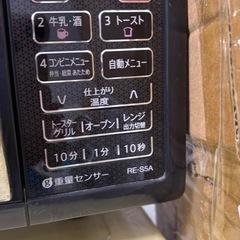 2 牛乳・酒
3 トースト
4 コンビニメニュー
弁当・総菜 あたため
自動メニュー
仕上がり
温度
トースター
グリル
オーブン
レンジ
出力切替
10分
1分
10秒
重量センサー
RE-S5A